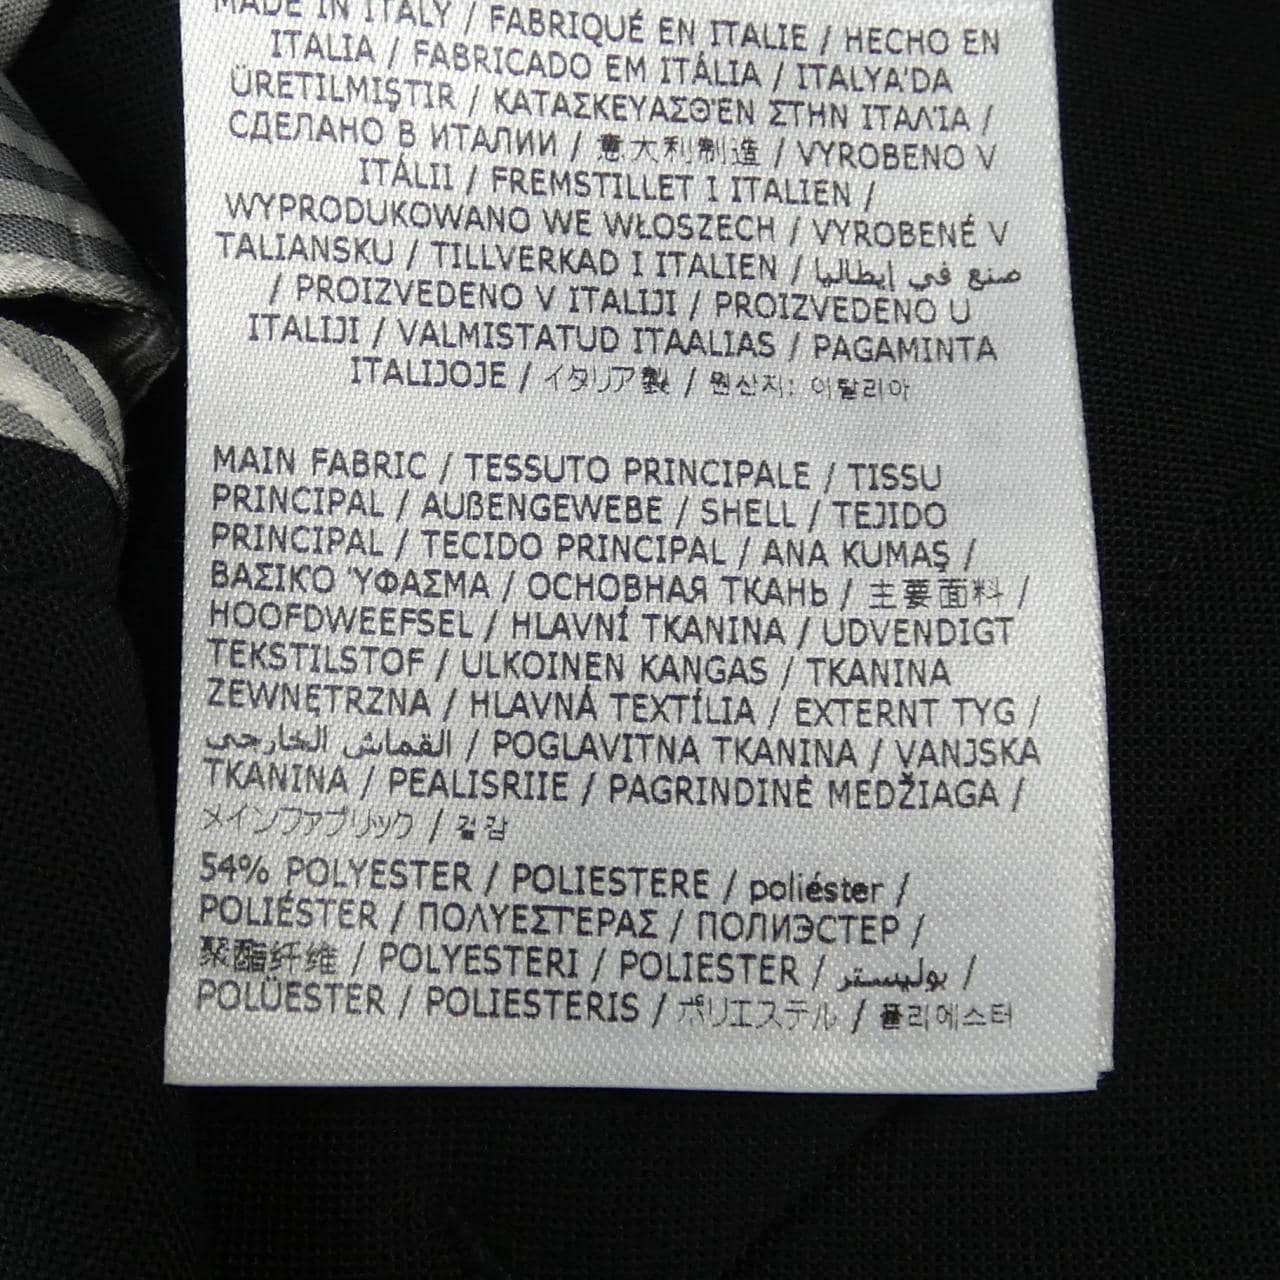 MADE IN ITALY / FABRIQUÉ EN ITALIE / HECHO EN
ITALIA / FABRICADO EM ITÁLIA / ITALYA'DA
ÜRETILMIŞTIR / ΚΑΤΑΣΚΕΥΑΣΘΈΝ ΣΤΗΝ ΙΤΑΛΊΑ /
СДЕЛАНО В ИТАЛИИ / 意大利制造 / VYROBENO V
ITÁLII / FREMSTILLET I ITALIEN /
WYPRODUKOWANO WE WŁOSZECH / VYROBENÉ V
TALIANSKU / TILLVERKAD I ITALIEN / صنع في إيطاليا
/ PROIZVEDENO V ITALIJI / PROIZVEDENO U
ITALIJI / VALMISTATUD ITAALIAS / PAGAMINTA
ITALIJOJE / イタリア製 / 원산지: 이탈리아
MAIN FABRIC / TESSUTO PRINCIPALE / TISSU
PRINCIPAL / AUßENGEWEBE / SHELL / TEJIDO
PRINCIPAL / TECIDO PRINCIPAL / ANA KUMAŞ /
ΒΑΣΙΚΌ ΎΦΑΣΜΑ / ОСНОВНАЯ ТКАНЬ / 主要面料 /
HOOFDWEEFSEL / HLAVNÍ TKANINA / UDVENDIGT
TEKSTILSTOF / ULKOINEN KANGAS / TKANINA
ZEWNĘTRZNA / HLAVNÁ TEXTÍLIA / EXTERNT TYG /
القماش الخارجي / POGLAVITNA TKANINA / VANJSKA
TKANINA / PEALISRIIE / PAGRINDINĖ MEDŽIAGA /
メインファブリック / 겉감
54% POLYESTER / POLIESTERE / poliéster /
POLIÉSTER / ΠΟΛΥΕΣΤΈΡΑΣ / ПОЛИЭСТЕР /
聚酯纤维 / POLYESTERI / POLIESTER / بوليستر /
POLÜESTER / POLIESTERIS / ポリエステル / 폴리에스터